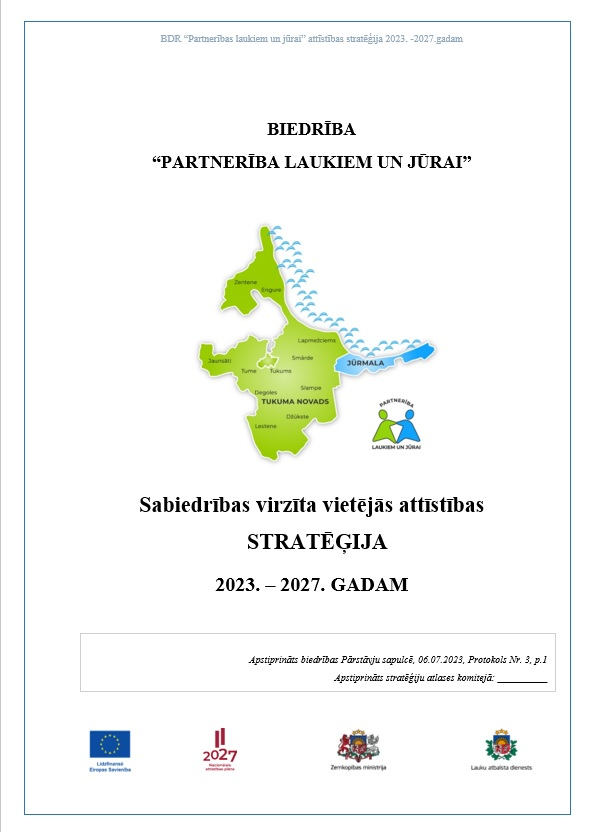 BDR “Partnerības laukiem un jūrai” attīstības stratēģija 2023. -2027.gadam
BIEDRĪBA
“PARTNERĪBA LAUKIEM UN JŪRAI”
Zentene
Engure
Lapmežciems
Smārde
JŪRMALA
Jaunsāti
Tume
Tukums
Slampe
Degoles
TUKUMA NOVADS
Džūkste
Lestene
PARTNERĪBA
LAUKIEM UN JŪRAI
Sabiedrības virzīta vietējās attīstības
STRATĒĢIJA
2023. – 2027. GADAM
Apstiprināts biedrības Pārstāvju sapulcē, 06.07.2023, Protokols Nr. 3, p.1
Apstiprināts stratēģiju atlases komitejā: __________
Līdzfinansē
Eiropas Savienība
2027
Nacionālais
attīstības plāns
Zemkopības ministrija
Lauku atbalsta dienests